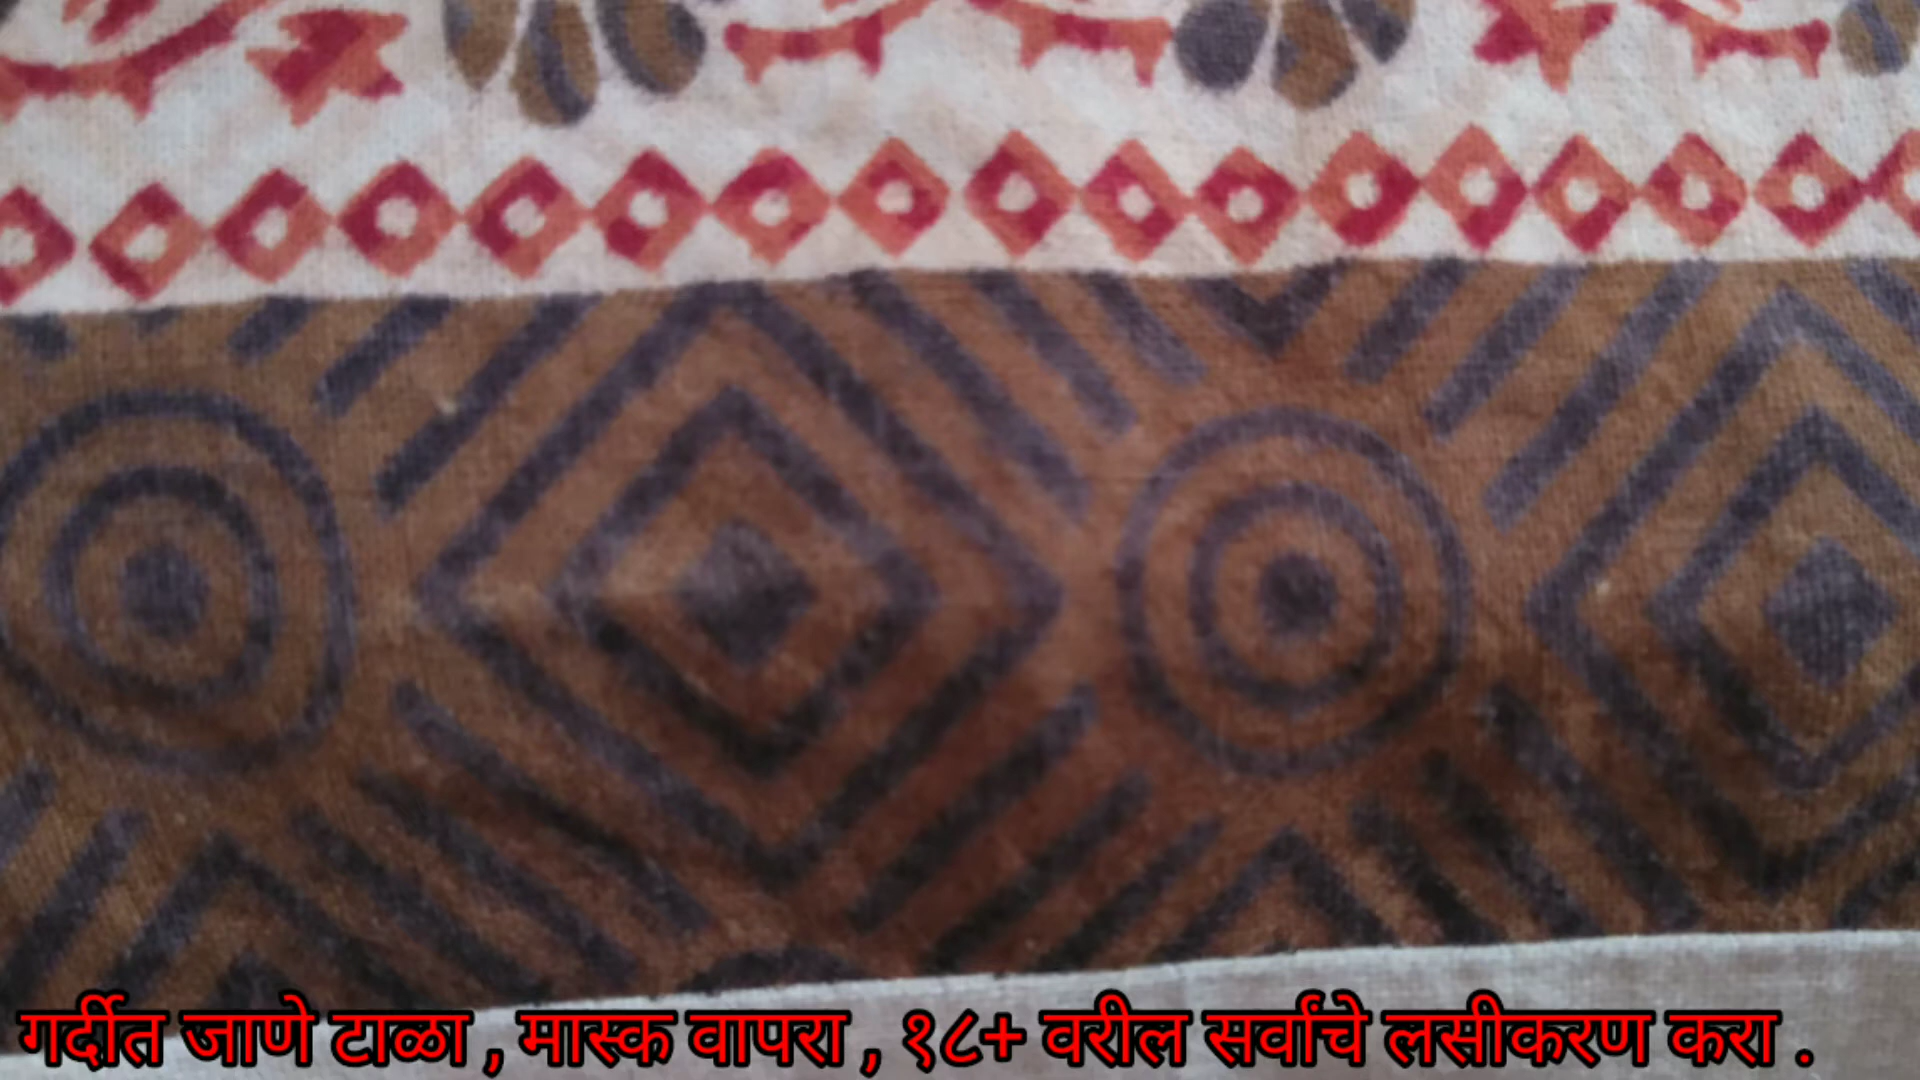 गर्दीत जाणे टाळा , मास्क वापरा , १८+ वरील सर्वांचे लसीकरण करा .